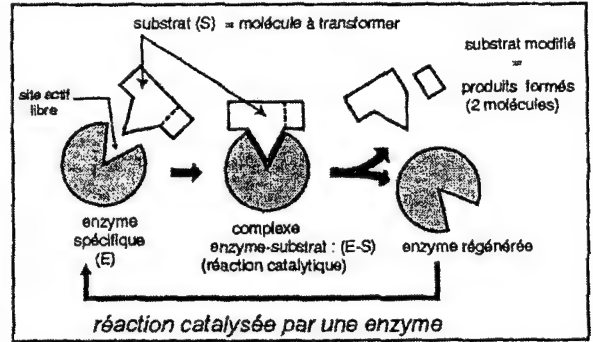 substrat (S) = molécule à transformer
substrat modifié
=
produits formés
(2 molécules)
site actif
libre
enzyme
spécifique
(E)
complexe
enzyme-substrat : (E-S)
(réaction catalytique)
enzyme régénérée
réaction catalysée par une enzyme